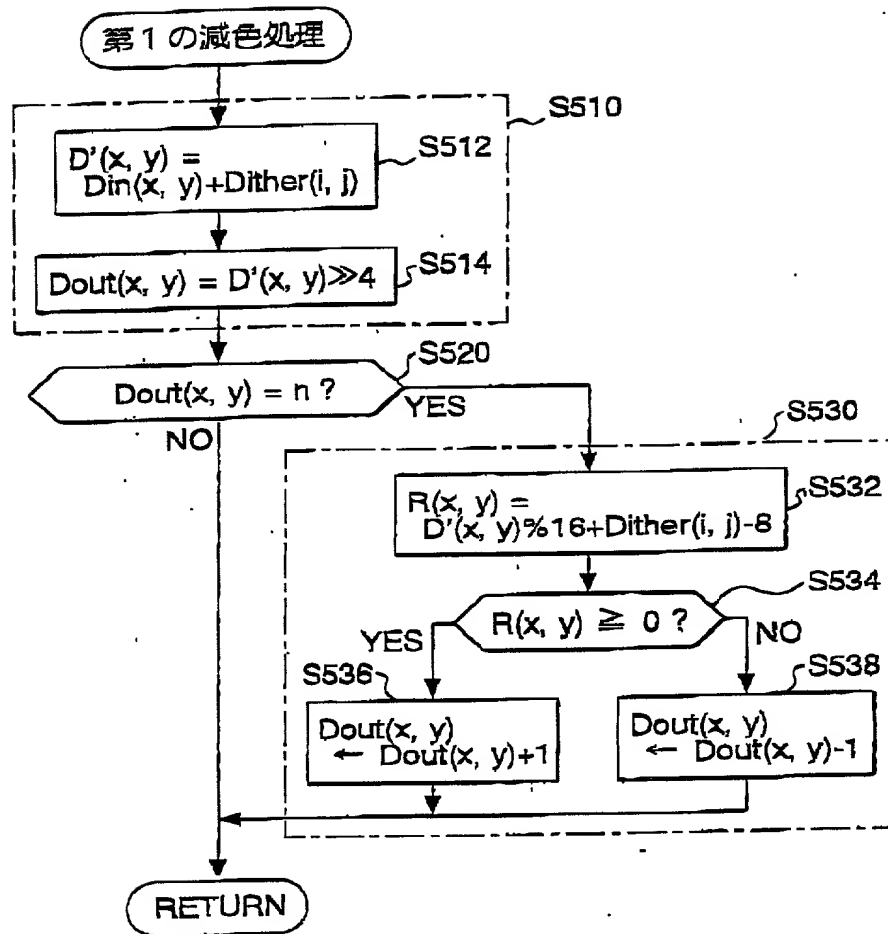 第1の減色処理
S510
D'(x, y) =
Din(x, y)+Dither(i, j)
S512
Dout(x, y) = D'(x, y)≫4
S514
S520
Dout(x, y) = n ?
YES
NO
S530
R(x, y) =
D'(x, y)%16+Dither(i, j)-8
S532
S534
R(x, y) ≧ 0 ?
YES
NO
S536
Dout(x, y)
← Dout(x, y)+1
S538
Dout(x, y)
← Dout(x, y)-1
RETURN